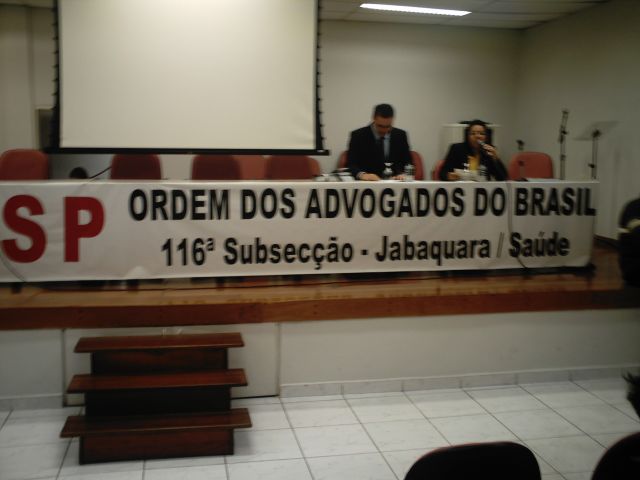 SP ORDEM DOS ADVOGADOS DO BRASIL
116ª Subsecção - Jabaquara / Saúde